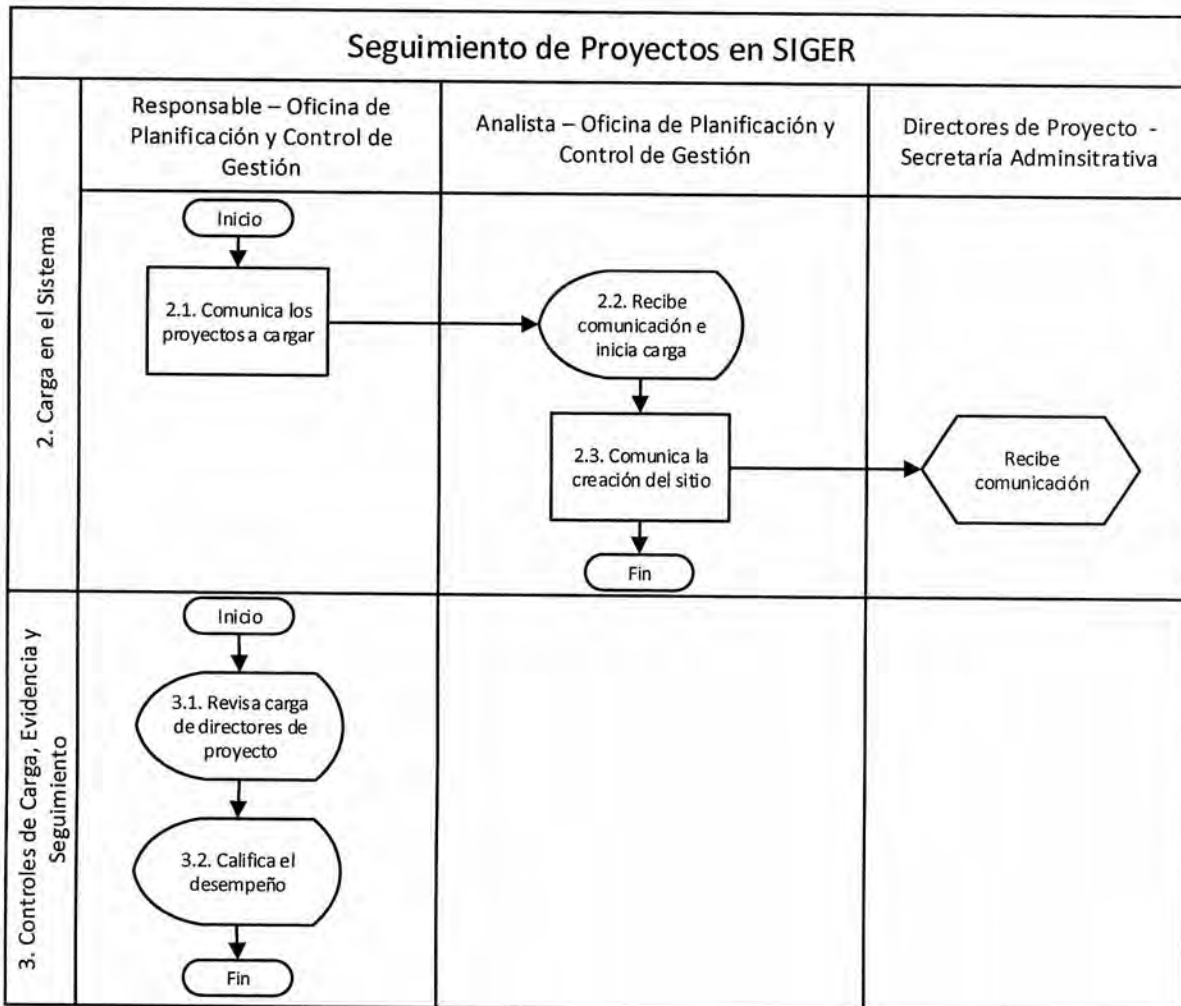 Seguimiento de Proyectos en SIGER
Responsable – Oficina de
Planificación y Control de
Gestión
Analista – Oficina de Planificación y
Control de Gestión
Directores de Proyecto -
Secretaría Adminsitrativa
2. Carga en el Sistema
Inicio
2.1. Comunica los
proyectos a cargar
2.2. Recibe
comunicación e
inicia carga
2.3. Comunica la
creación del sitio
Recibe
comunicación
Fin
3. Controles de Carga, Evidencia y
Seguimiento
Inicio
3.1. Revisa carga
de directores de
proyecto
3.2. Califica el
desempeño
Fin